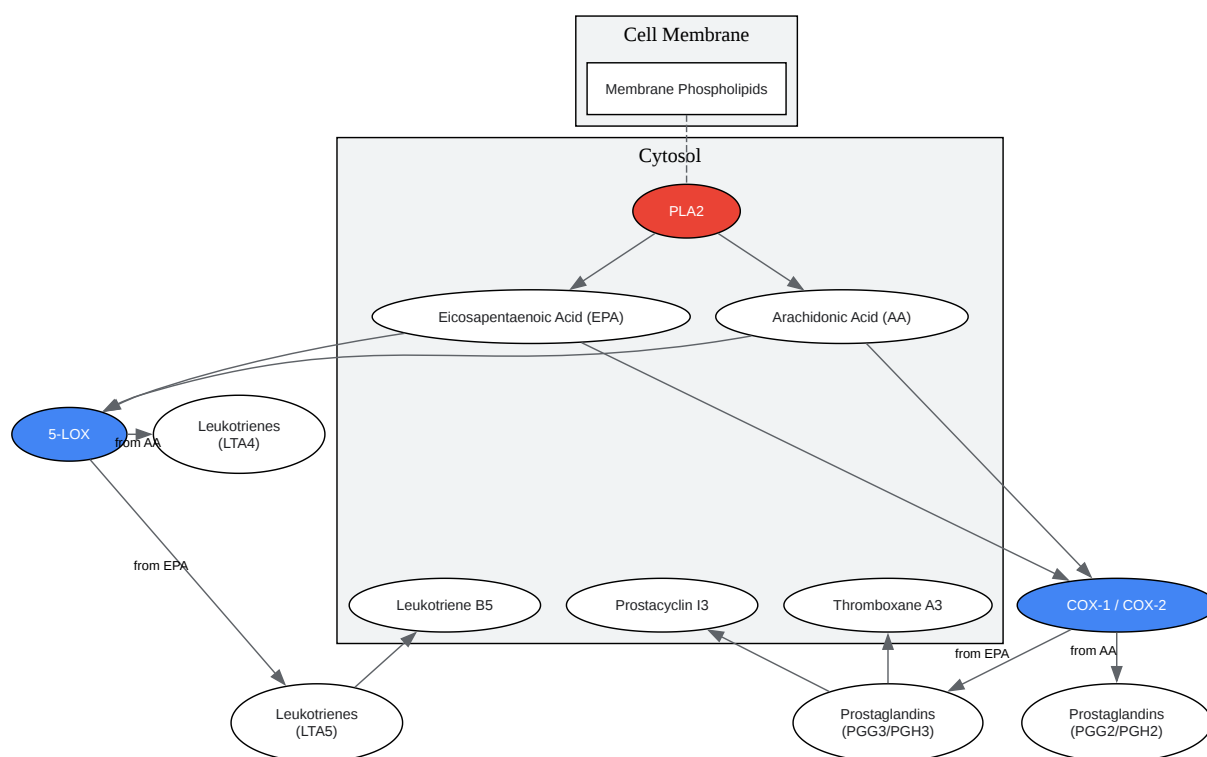 Cell Membrane
Membrane Phospholipids
Cytosol
PLA2
Eicosapentaenoic Acid (EPA)
Arachidonic Acid (AA)
5-LOX
from AA
Leukotrienes
(LTA4)
from EPA
Leukotriene B5
Prostacyclin I3
Thromboxane A3
COX-1 / COX-2
from EPA
from AA
Leukotrienes
(LTA5)
Prostaglandins
(PGG3/PGH3)
Prostaglandins
(PGG2/PGH2)